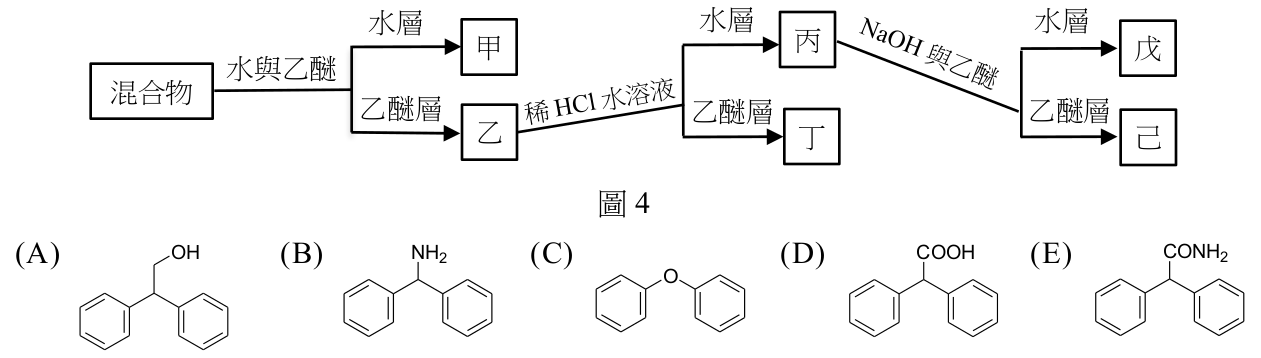 水層
甲
混合物
水與乙醚
乙醚層
乙
稀 HCl 水溶液
水層
丙
乙醚層
丁
NaOH 與乙醚
水層
戊
乙醚層
己
圖 4
(A)
OH
(B)
NH₂
(C)
O
(D)
COOH
(E)
CONH₂